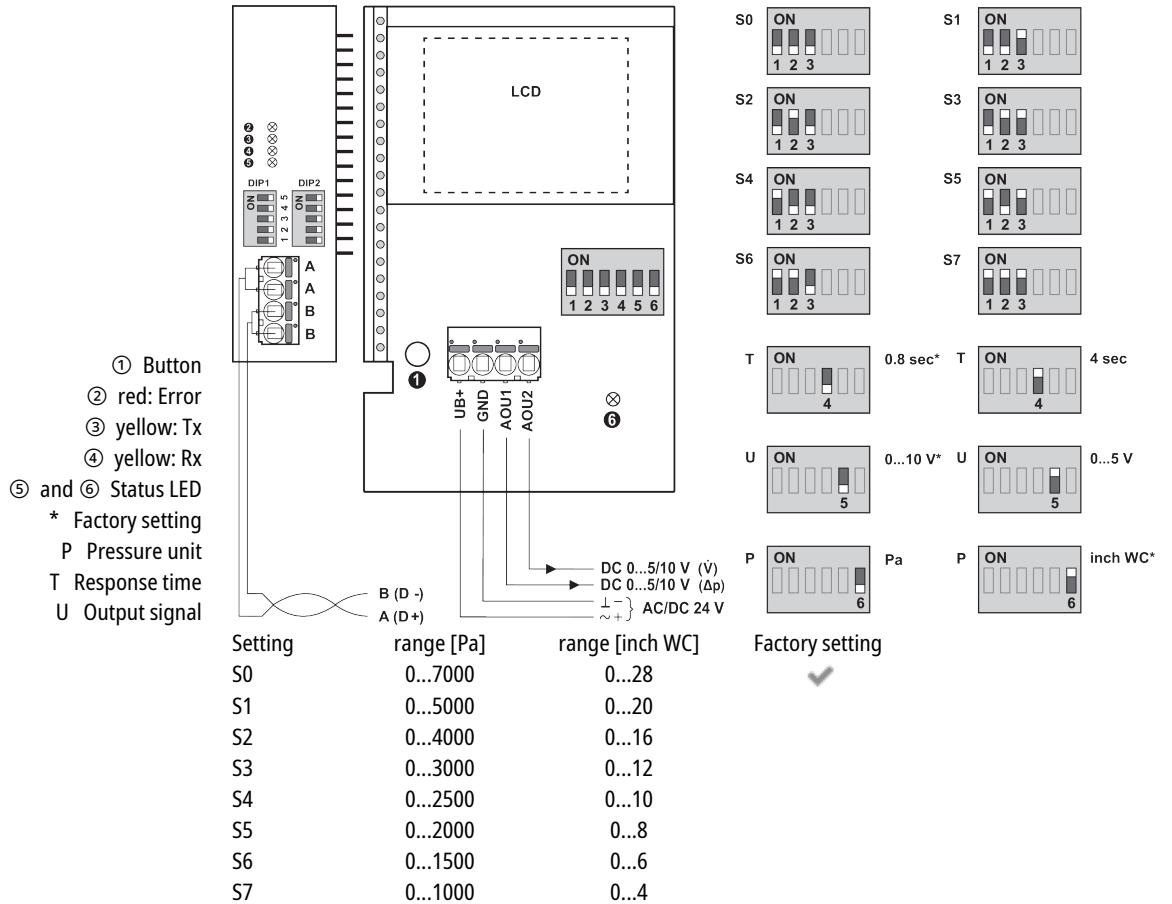 S0 ON
1 2 3
S1 ON
1 2 3
LCD
S2 ON
1 2 3
S3 ON
1 2 3
❷
❸
❹
❺
DIP1 DIP2
ON ON
1 2 3 4 5
S4 ON
1 2 3
S5 ON
1 2 3
A
A
B
B
ON
1 2 3 4 5 6
S6 ON
1 2 3
S7 ON
1 2 3
❶
UB+
GND
AOU1
AOU2
❻
T ON 0.8 sec*
4
T ON 4 sec
4
U ON 0...10 V*
5
U ON 0...5 V
5
P ON Pa
6
P ON inch WC*
6
① Button
② red: Error
③ yellow: Tx
④ yellow: Rx
⑤ and ⑥ Status LED
* Factory setting
P Pressure unit
T Response time
U Output signal
B (D -)
A (D+)
DC 0...5/10 V (V̇)
DC 0...5/10 V (Δp)
⊥ −
~ + } AC/DC 24 V
Setting range [Pa] range [inch WC] Factory setting
S0 0...7000 0...28 ✔
S1 0...5000 0...20
S2 0...4000 0...16
S3 0...3000 0...12
S4 0...2500 0...10
S5 0...2000 0...8
S6 0...1500 0...6
S7 0...1000 0...4